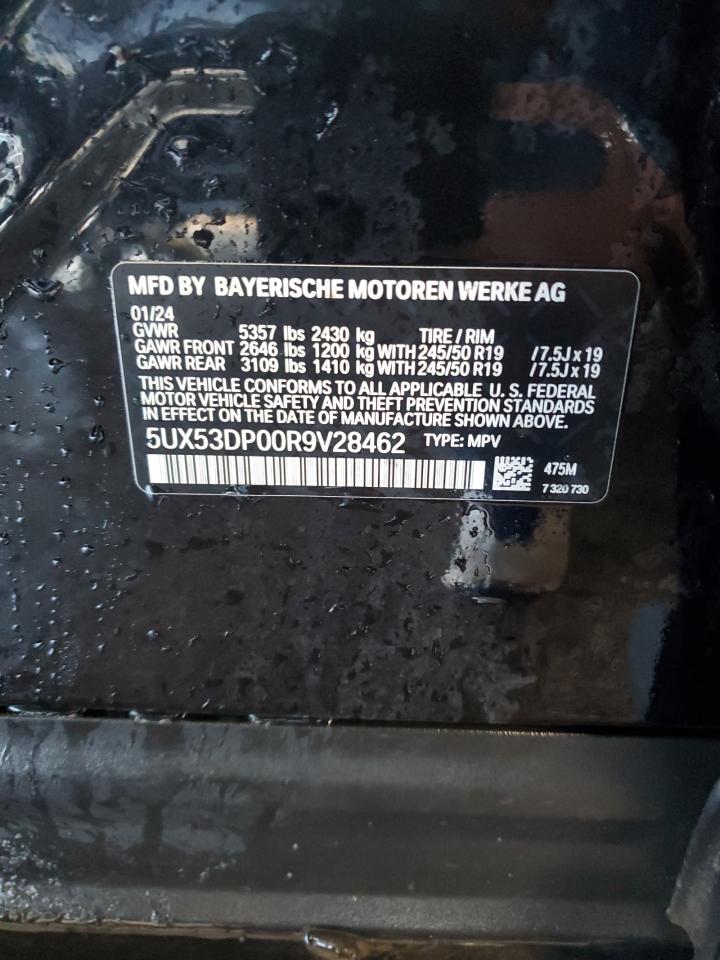 MFD BY BAYERISCHE MOTOREN WERKE AG
01/24
GVWR 5357 lbs 2430 kg TIRE / RIM
GAWR FRONT 2646 lbs 1200 kg WITH 245/50 R19 / 7.5J x 19
GAWR REAR 3109 lbs 1410 kg WITH 245/50 R19 / 7.5J x 19
THIS VEHICLE CONFORMS TO ALL APPLICABLE U. S. FEDERAL
MOTOR VEHICLE SAFETY AND THEFT PREVENTION STANDARDS
IN EFFECT ON THE DATE OF MANUFACTURE SHOWN ABOVE.
5UX53DP00R9V28462 TYPE: MPV
475M
7 320 730